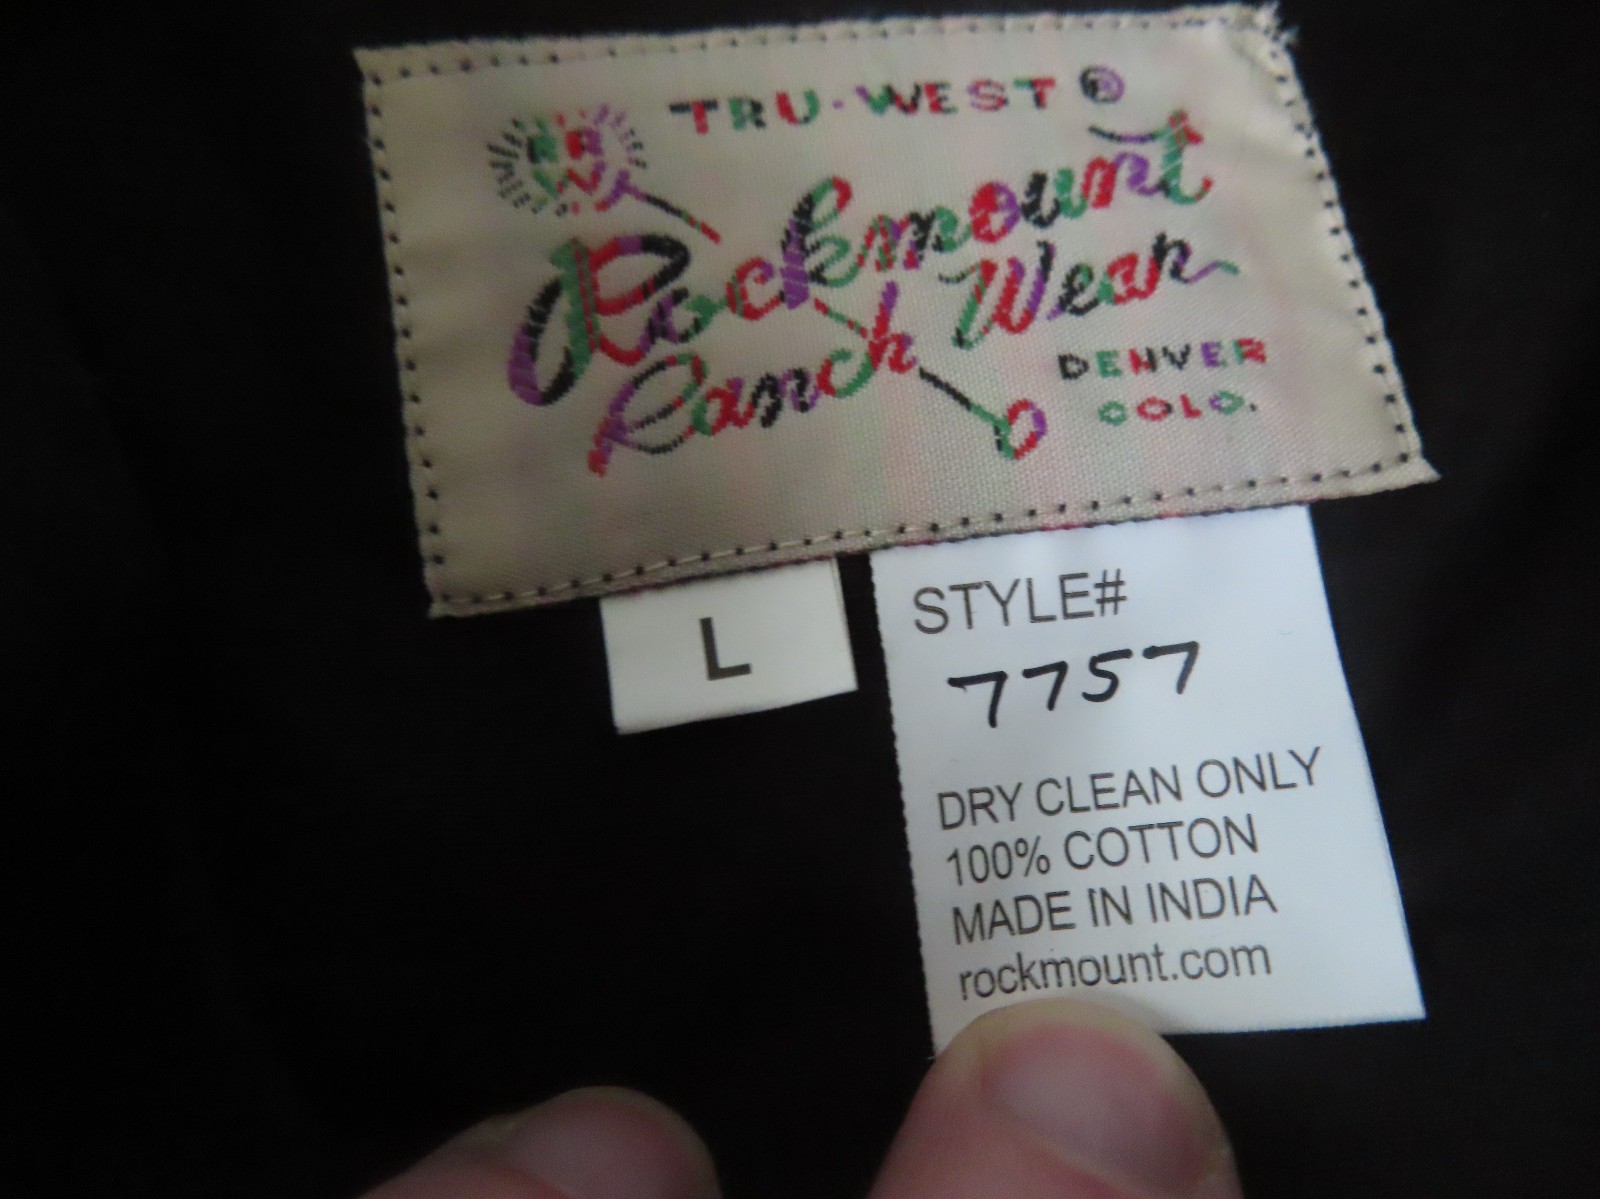 TRU·WEST ®
RR
W
Rockmount
Ranch Wear
DENVER
COLO.
L
STYLE#
7757
DRY CLEAN ONLY
100% COTTON
MADE IN INDIA
rockmount.com